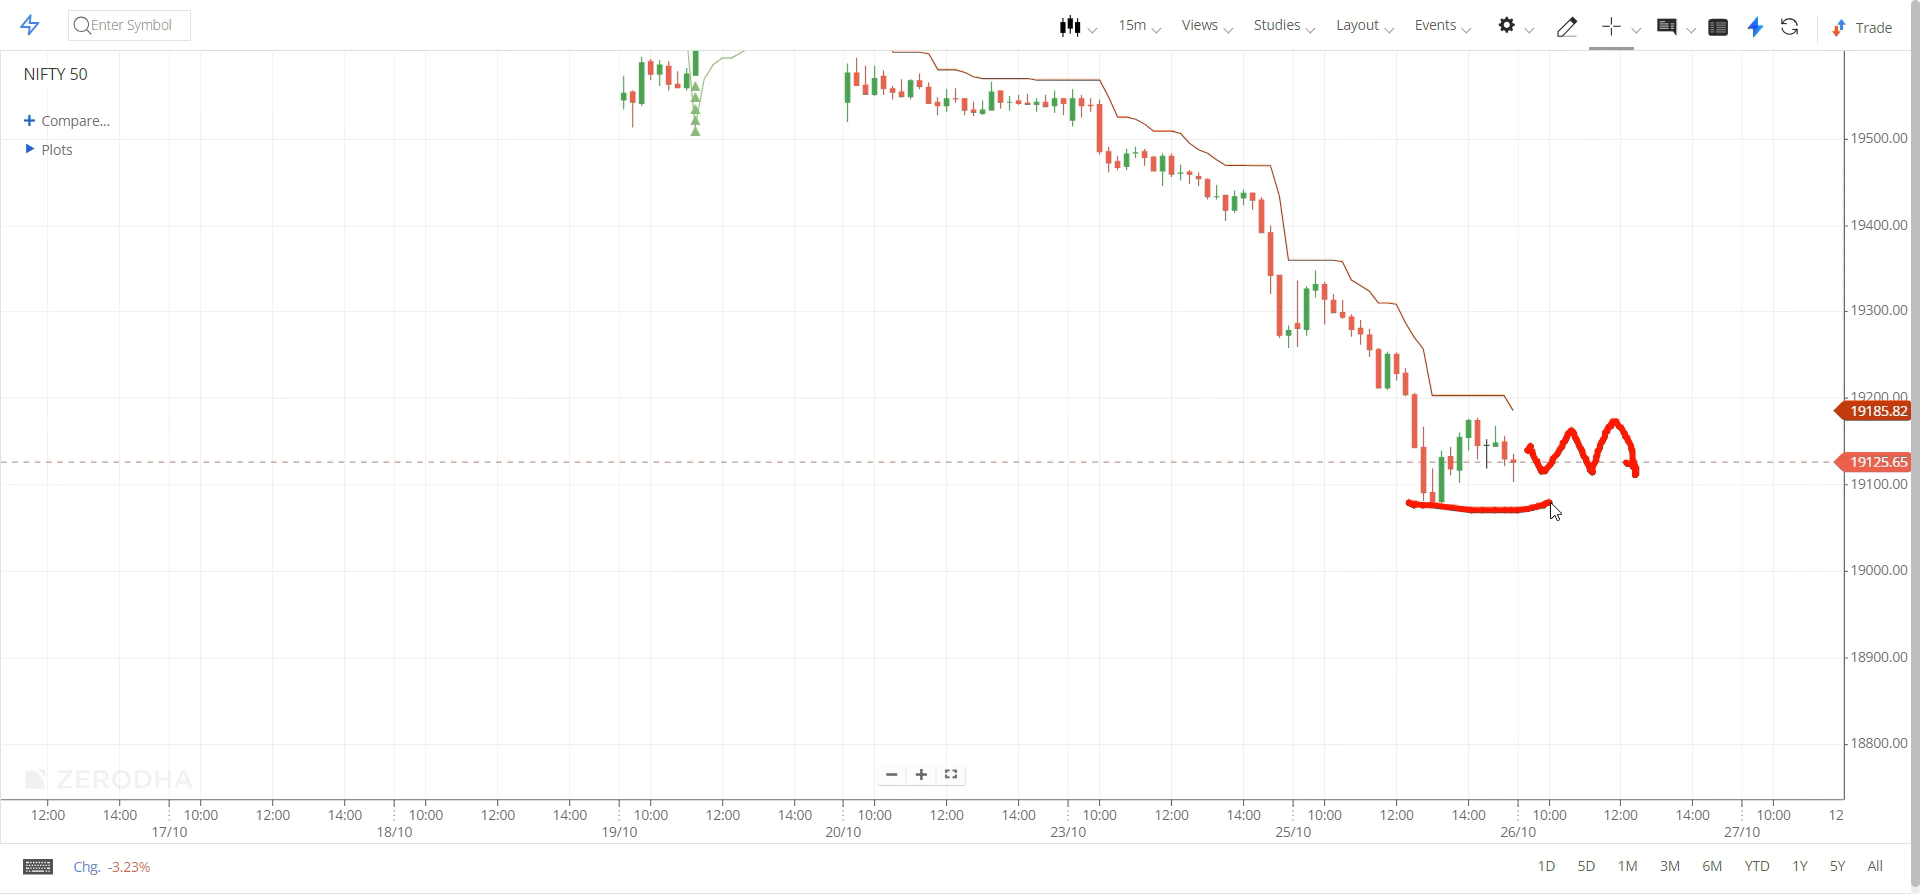 Enter Symbol 15m Views Studies Layout Events Trade
NIFTY 50
Compare...
Plots
19500.00
19400.00
19300.00
19200.00
19185.82
19125.65
19100.00
19000.00
18900.00
18800.00
ZERODHA
12:00 14:00 10:00 12:00 14:00 10:00 12:00 14:00 10:00 12:00 14:00 10:00 12:00 14:00 10:00 12:00 14:00 10:00 12:00 14:00 10:00 12:00 14:00 10:00 12
17/10 18/10 19/10 20/10 23/10 25/10 26/10 27/10
Chg. -3.23% 1D 5D 1M 3M 6M YTD 1Y 5Y All